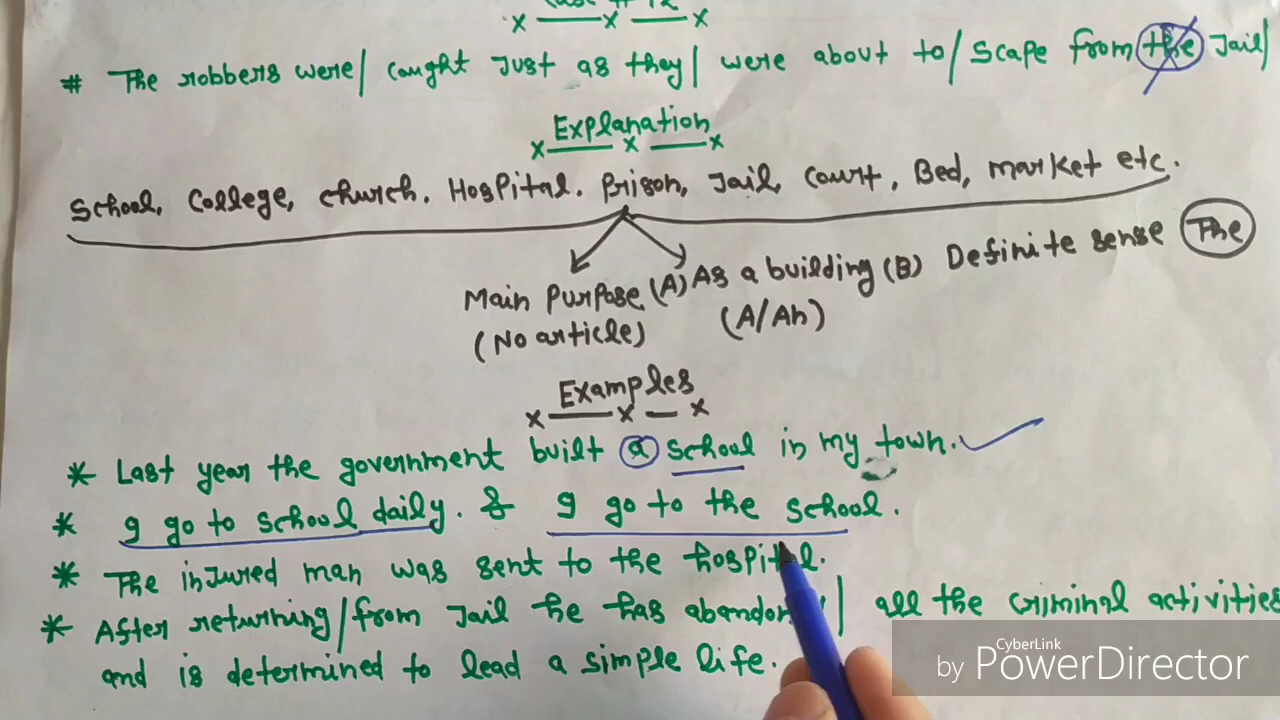 # The robbers were/ caught Just as they/ were about to/ Scape from the Jail/
Explanation
School, College, church, Hospital. Prison, Jail, Court, Bed, market etc.
Main Purpose (A) As a building (B) Definite sense The
(No article) (A/An)
Examples
* Last year the government built a school in my town.
* I go to school daily. & I go to the school.
* The injured man was sent to the hospital.
* After returning/from Jail he has / all the criminal activities
and is determined to lead a simple life.
CyberLink
by PowerDirector